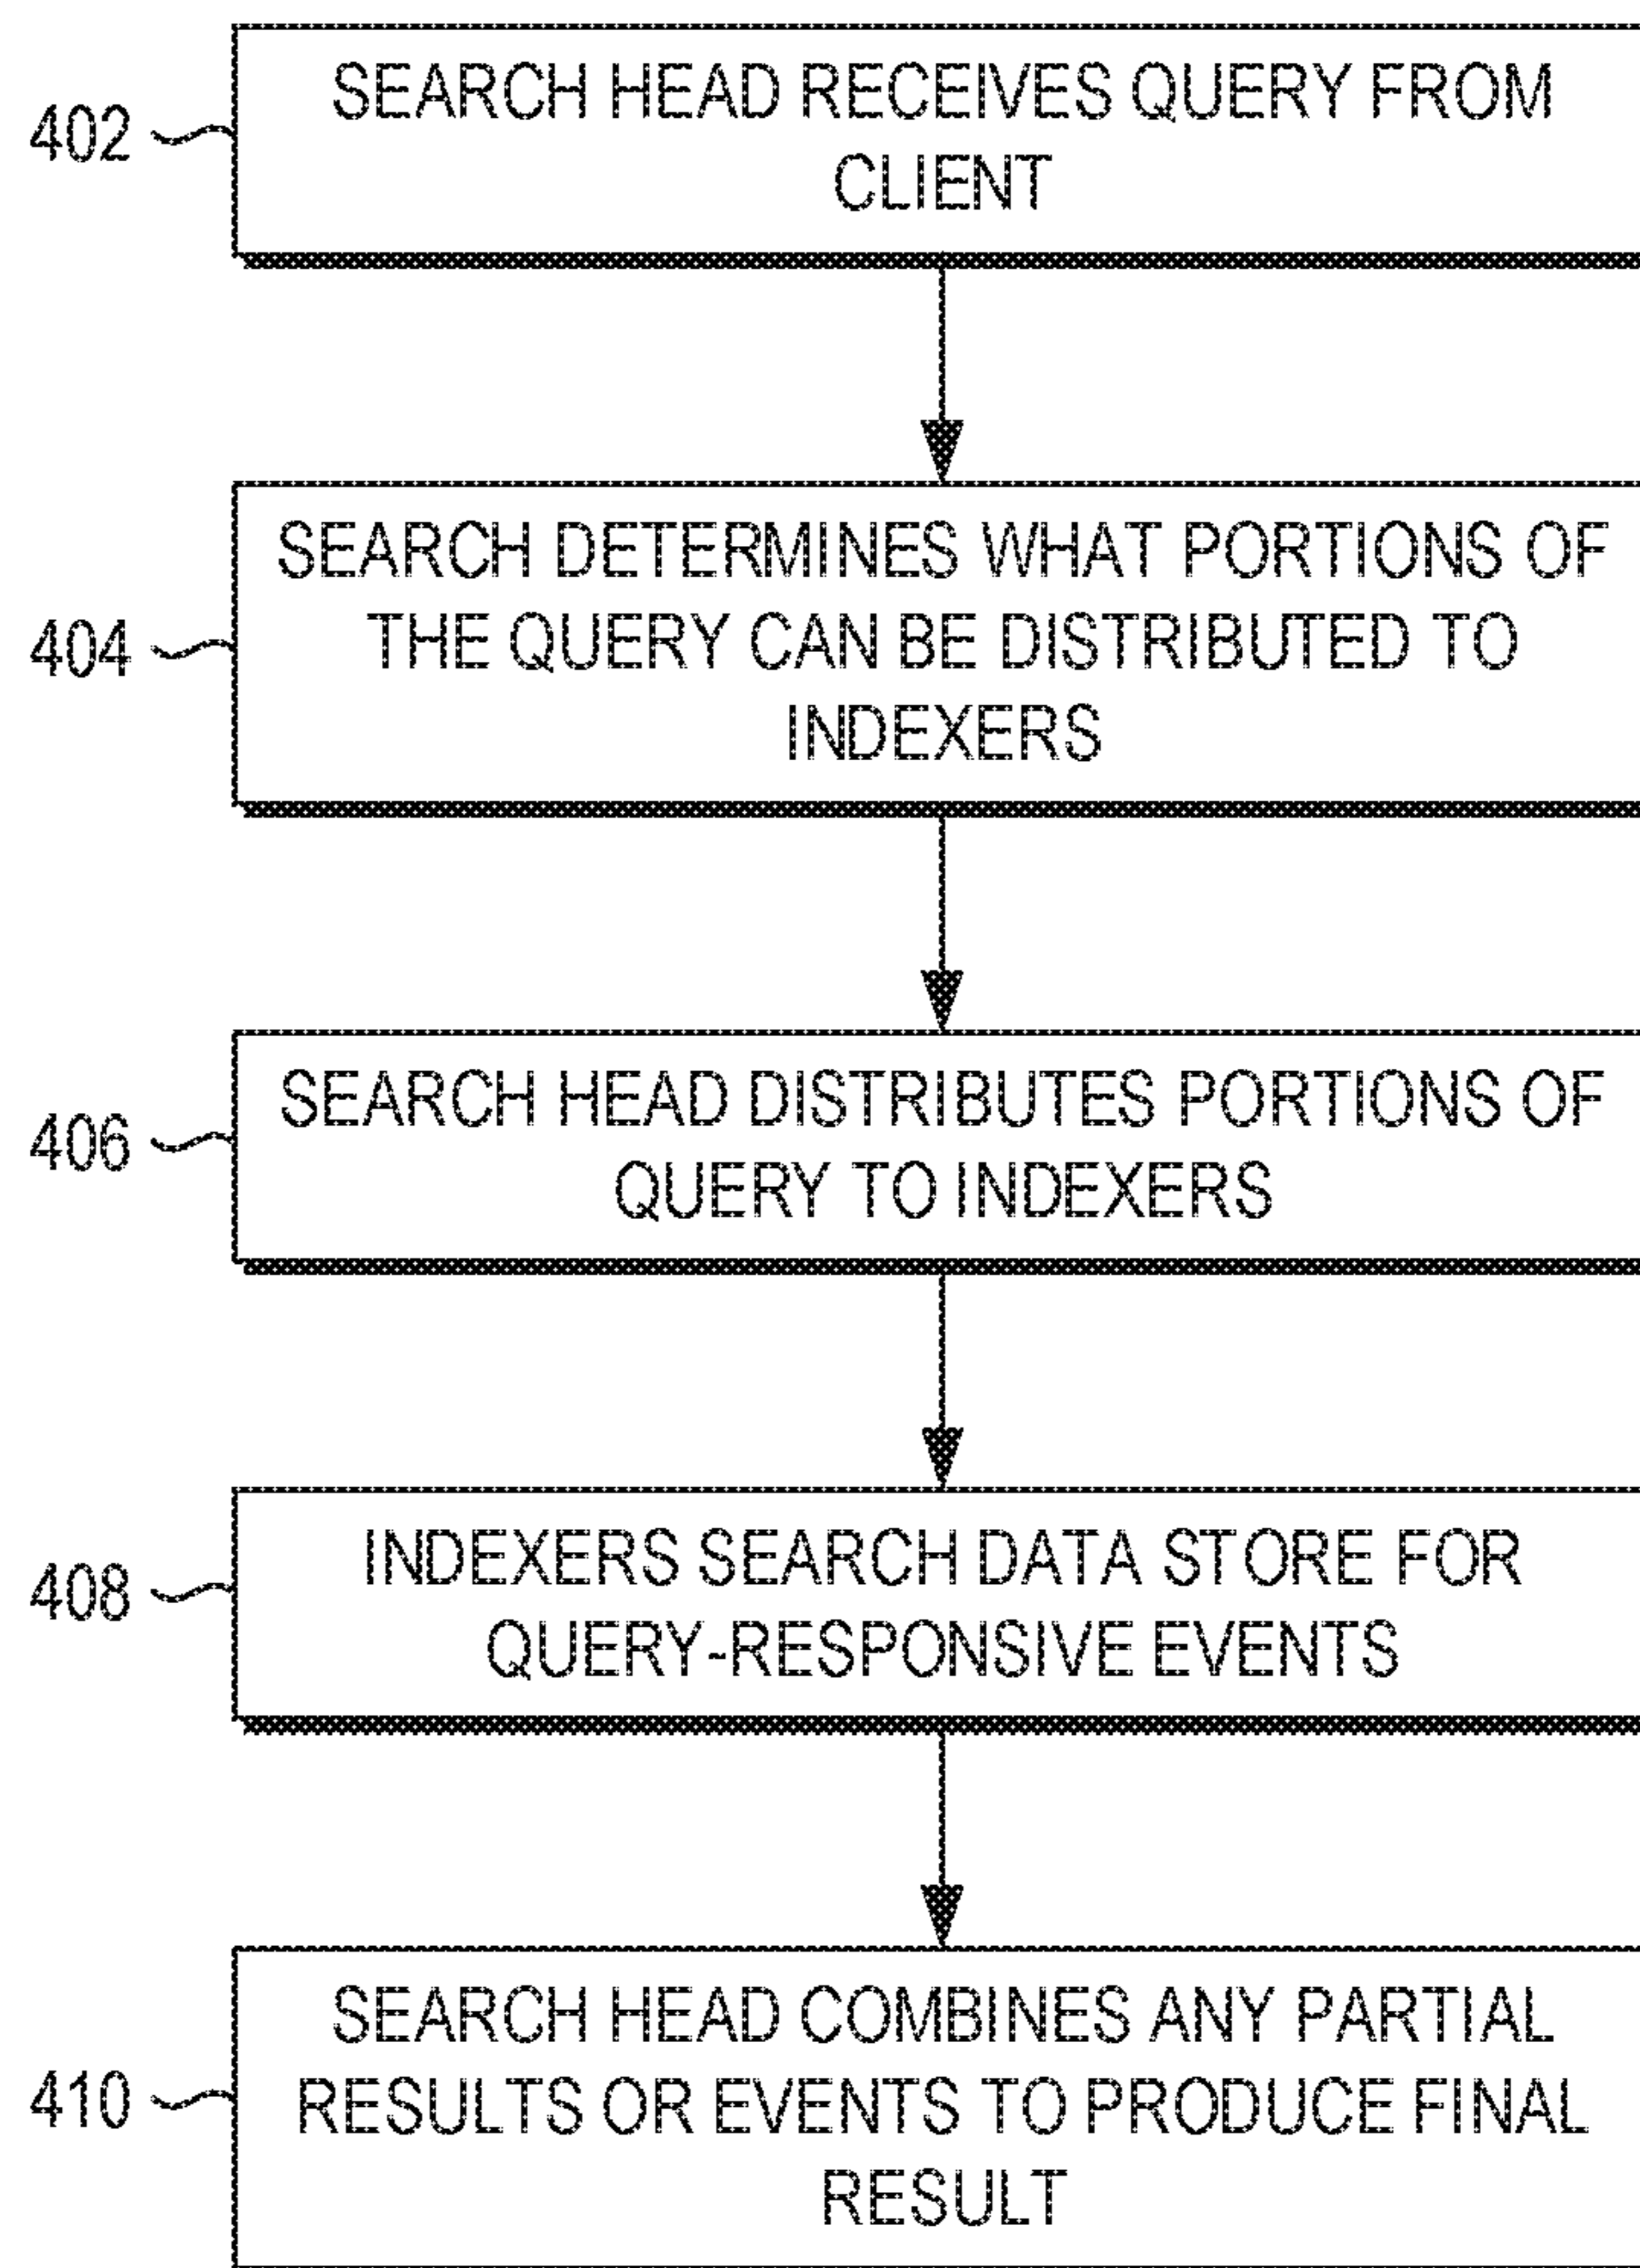 402
SEARCH HEAD RECEIVES QUERY FROM
CLIENT
404
SEARCH DETERMINES WHAT PORTIONS OF
THE QUERY CAN BE DISTRIBUTED TO
INDEXERS
406
SEARCH HEAD DISTRIBUTES PORTIONS OF
QUERY TO INDEXERS
408
INDEXERS SEARCH DATA STORE FOR
QUERY-RESPONSIVE EVENTS
410
SEARCH HEAD COMBINES ANY PARTIAL
RESULTS OR EVENTS TO PRODUCE FINAL
RESULT